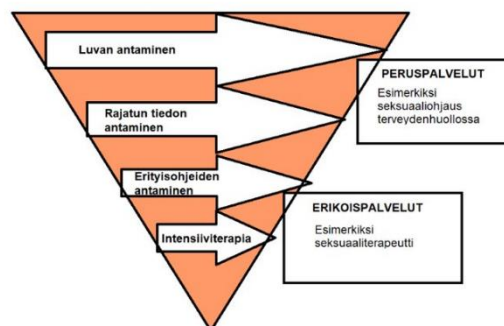 Luvan antaminen
PERUSPALVELUT
Esimerkiksi
seksuaaliohjaus
terveydenhuollossa
Rajatun tiedon
antaminen
Erityisohjeiden
antaminen
ERIKOISPALVELUT
Esimerkiksi
seksuaaliterapeutti
Intensiiviterapia